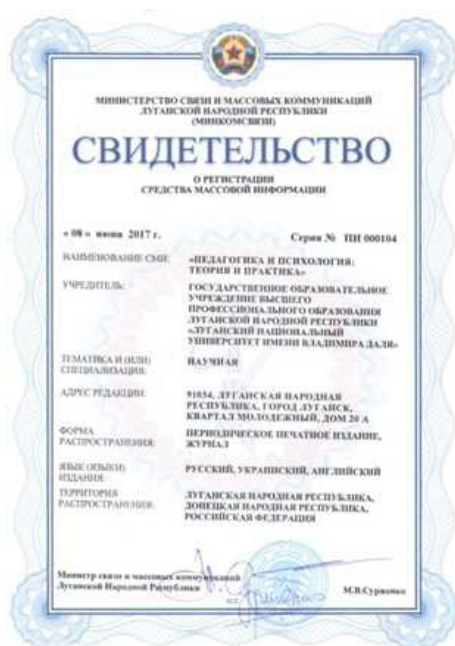 МИНИСТЕРСТВО СВЯЗИ И МАССОВЫХ КОММУНИКАЦИЙ
ЛУГАНСКОЙ НАРОДНОЙ РЕСПУБЛИКИ
(МИНКОМСВЯЗИ)
СВИДЕТЕЛЬСТВО
О РЕГИСТРАЦИИ
СРЕДСТВА МАССОВОЙ ИНФОРМАЦИИ
« 08 » июня 2017 г. Серия № ПИ 000104
НАИМЕНОВАНИЕ СМИ: «ПЕДАГОГИКА И ПСИХОЛОГИЯ:
ТЕОРИЯ И ПРАКТИКА»
УЧРЕДИТЕЛЬ: ГОСУДАРСТВЕННОЕ ОБРАЗОВАТЕЛЬНОЕ
УЧРЕЖДЕНИЕ ВЫСШЕГО
ПРОФЕССИОНАЛЬНОГО ОБРАЗОВАНИЯ
ЛУГАНСКОЙ НАРОДНОЙ РЕСПУБЛИКИ
«ЛУГАНСКИЙ НАЦИОНАЛЬНЫЙ
УНИВЕРСИТЕТ ИМЕНИ ВЛАДИМИРА ДАЛЯ»
ТЕМАТИКА И (ИЛИ) НАУЧНАЯ
СПЕЦИАЛИЗАЦИЯ:
АДРЕС РЕДАКЦИИ: 91034, ЛУГАНСКАЯ НАРОДНАЯ
РЕСПУБЛИКА, ГОРОД ЛУГАНСК,
КВАРТАЛ МОЛОДЕЖНЫЙ, ДОМ 20 А
ФОРМА ПЕРИОДИЧЕСКОЕ ПЕЧАТНОЕ ИЗДАНИЕ,
РАСПРОСТРАНЕНИЯ: ЖУРНАЛ
ЯЗЫК (ЯЗЫКИ) РУССКИЙ, УКРАИНСКИЙ, АНГЛИЙСКИЙ
ИЗДАНИЯ:
ТЕРРИТОРИЯ ЛУГАНСКАЯ НАРОДНАЯ РЕСПУБЛИКА,
РАСПРОСТРАНЕНИЯ: ДОНЕЦКАЯ НАРОДНАЯ РЕСПУБЛИКА,
РОССИЙСКАЯ ФЕДЕРАЦИЯ
Министр связи и массовых коммуникаций
Луганской Народной Республики М.В.Сурженко
М.П.